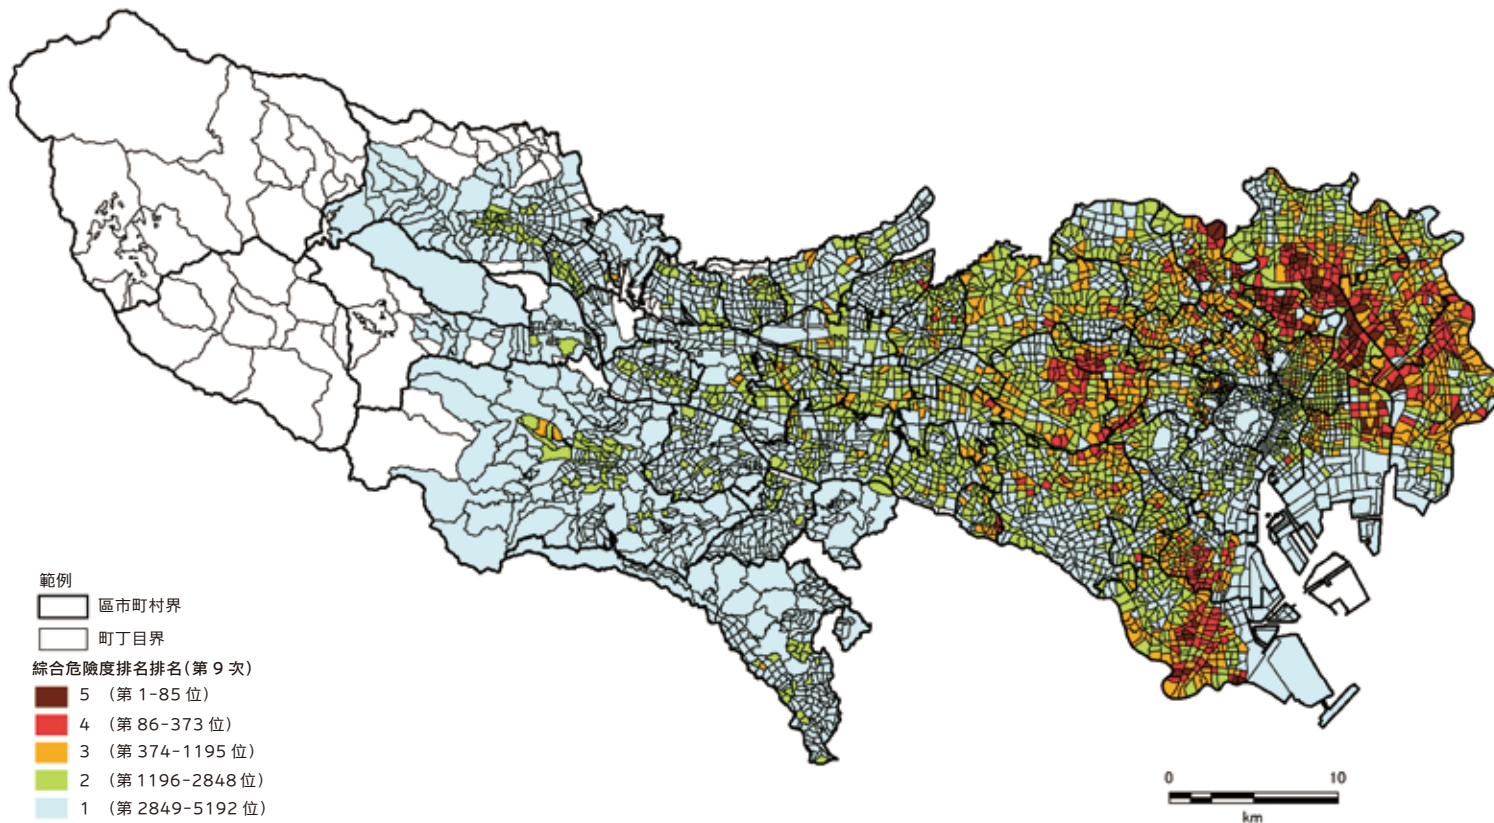 範例
區市町村界
町丁目界
綜合危險度排名排名(第 9 次)
5 (第 1-85 位)
4 (第 86-373 位)
3 (第 374-1195 位)
2 (第 1196-2848 位)
1 (第 2849-5192 位)
0 10
km